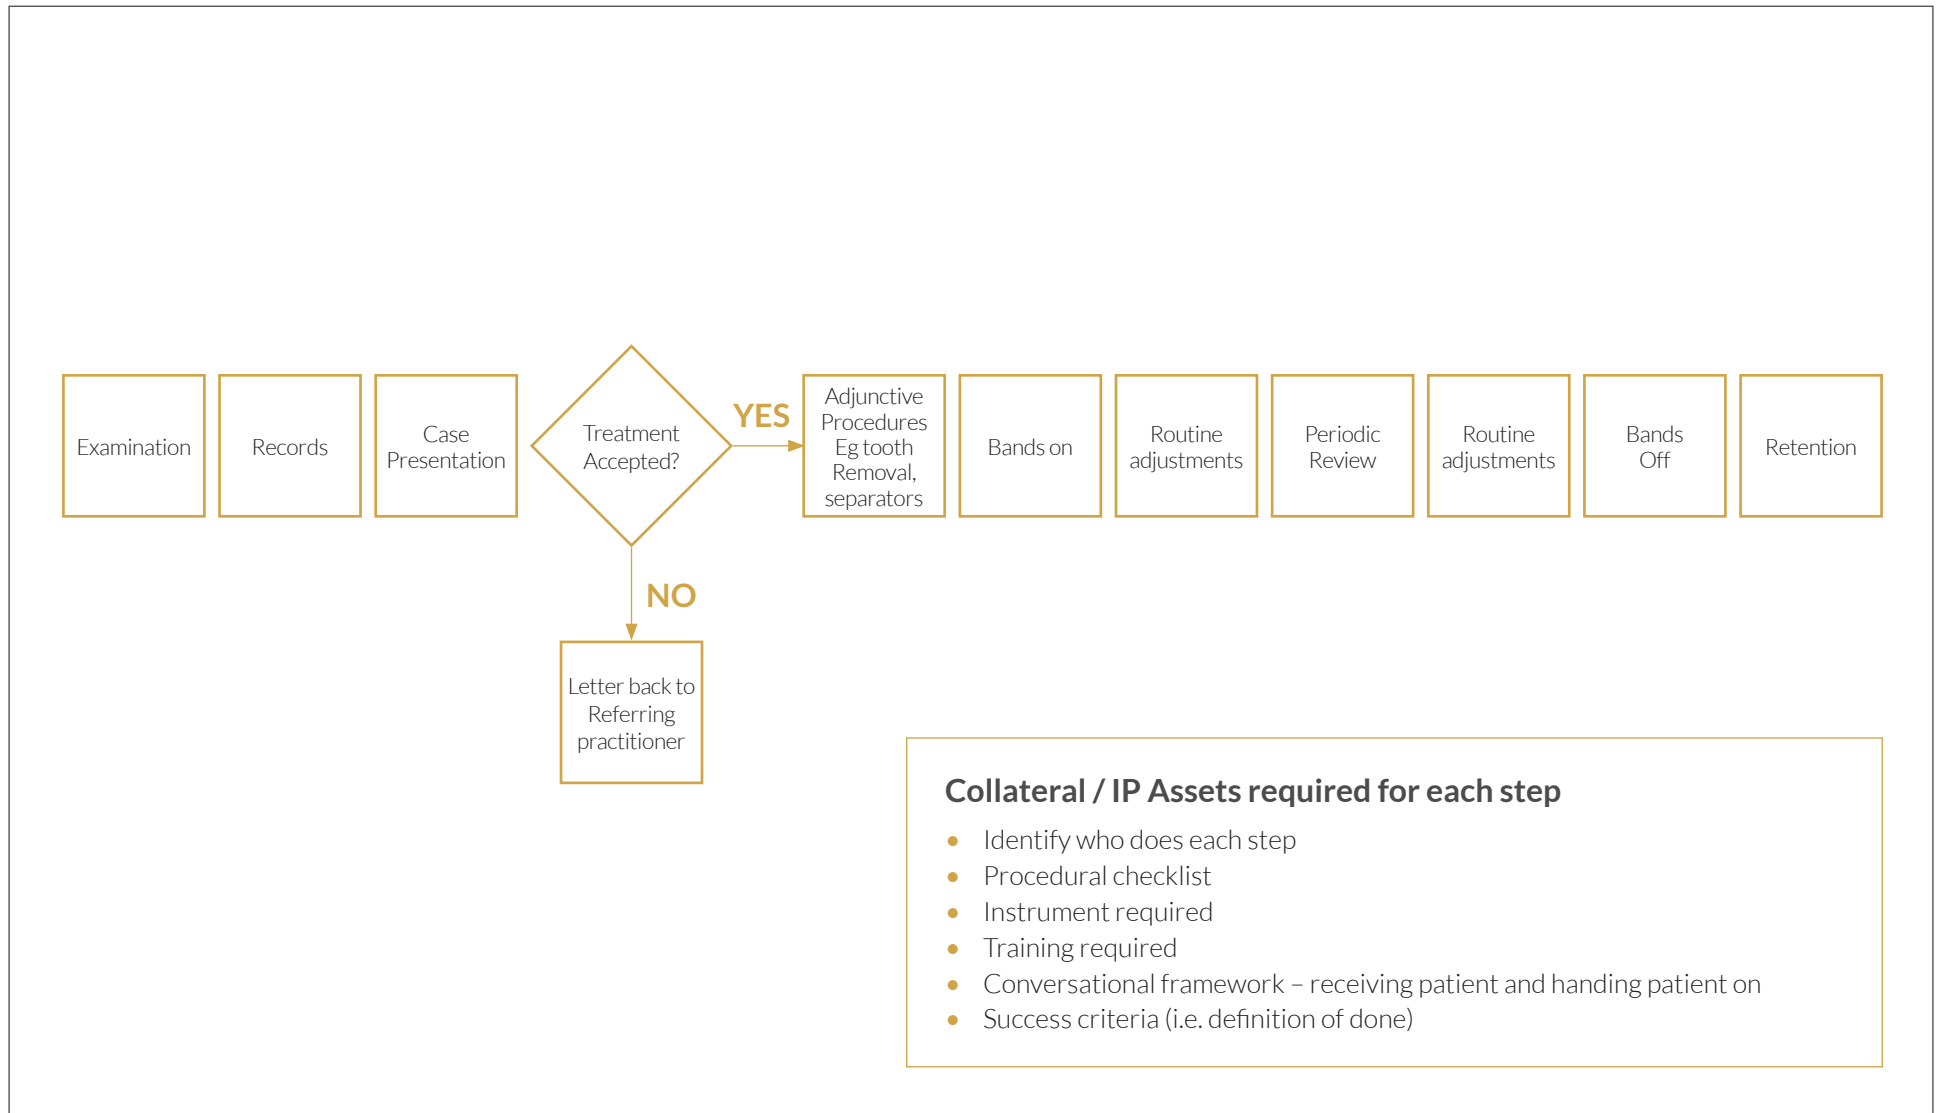 Examination
Records
Case
Presentation
Treatment
Accepted?
YES
Adjunctive
Procedures
Eg tooth
Removal,
separators
Bands on
Routine
adjustments
Periodic
Review
Routine
adjustments
Bands
Off
Retention
NO
Letter back to
Referring
practitioner
Collateral / IP Assets required for each step
• Identify who does each step
• Procedural checklist
• Instrument required
• Training required
• Conversational framework – receiving patient and handing patient on
• Success criteria (i.e. definition of done)